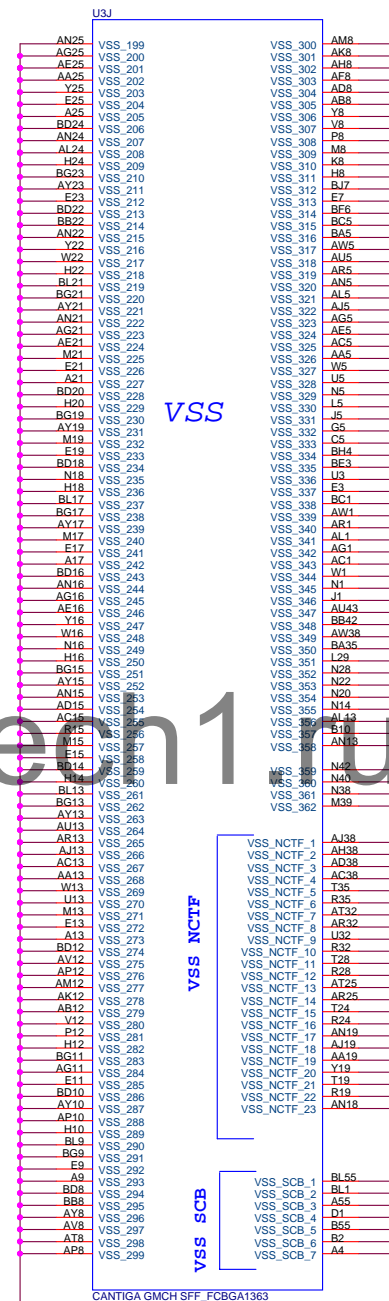 U3J
AN25 VSS_199
AG25 VSS_200
AE25 VSS_201
AA25 VSS_202
Y25 VSS_203
E25 VSS_204
A25 VSS_205
BD24 VSS_206
AN24 VSS_207
AL24 VSS_208
H24 VSS_209
BG23 VSS_210
AY23 VSS_211
E23 VSS_212
BD22 VSS_213
BB22 VSS_214
AN22 VSS_215
Y22 VSS_216
W22 VSS_217
H22 VSS_218
BL21 VSS_219
BG21 VSS_220
AY21 VSS_221
AN21 VSS_222
AG21 VSS_223
AE21 VSS_224
M21 VSS_225
E21 VSS_226
A21 VSS_227
BD20 VSS_228
H20 VSS_229
BG19 VSS_230
AY19 VSS_231
M19 VSS_232
E19 VSS_233
BD18 VSS_234
N18 VSS_235
H18 VSS_236
BL17 VSS_237
BG17 VSS_238
AY17 VSS_239
M17 VSS_240
E17 VSS_241
A17 VSS_242
BD16 VSS_243
AN16 VSS_244
AG16 VSS_245
AE16 VSS_246
Y16 VSS_247
W16 VSS_248
N16 VSS_249
H16 VSS_250
BG15 VSS_251
AY15 VSS_252
AN15 VSS_253
AD15 VSS_254
AC15 VSS_255
R15 VSS_256
M15 VSS_257
E15 VSS_258
BD14 VSS_259
H14 VSS_260
BL13 VSS_261
BG13 VSS_262
AY13 VSS_263
AU13 VSS_264
AR13 VSS_265
AJ13 VSS_266
AC13 VSS_267
AA13 VSS_268
W13 VSS_269
U13 VSS_270
M13 VSS_271
E13 VSS_272
A13 VSS_273
BD12 VSS_274
AV12 VSS_275
AP12 VSS_276
AM12 VSS_277
AK12 VSS_278
AB12 VSS_279
V12 VSS_280
P12 VSS_281
H12 VSS_282
BG11 VSS_283
AG11 VSS_284
E11 VSS_285
BD10 VSS_286
AY10 VSS_287
AP10 VSS_288
H10 VSS_289
BL9 VSS_290
BG9 VSS_291
E9 VSS_292
A9 VSS_293
BD8 VSS_294
BB8 VSS_295
AY8 VSS_296
AV8 VSS_297
AT8 VSS_298
AP8 VSS_299
VSS
VSS_300 AM8
VSS_301 AK8
VSS_302 AH8
VSS_303 AF8
VSS_304 AD8
VSS_305 AB8
VSS_306 Y8
VSS_307 V8
VSS_308 P8
VSS_309 M8
VSS_310 K8
VSS_311 H8
VSS_312 BJ7
VSS_313 E7
VSS_314 BF6
VSS_315 BC5
VSS_316 BA5
VSS_317 AW5
VSS_318 AU5
VSS_319 AR5
VSS_320 AN5
VSS_321 AL5
VSS_322 AJ5
VSS_323 AG5
VSS_324 AE5
VSS_325 AC5
VSS_326 AA5
VSS_327 W5
VSS_328 U5
VSS_329 N5
VSS_330 L5
VSS_331 J5
VSS_332 G5
VSS_333 C5
VSS_334 BH4
VSS_335 BE3
VSS_336 U3
VSS_337 E3
VSS_338 BC1
VSS_339 AW1
VSS_340 AR1
VSS_341 AL1
VSS_342 AG1
VSS_343 AC1
VSS_344 W1
VSS_345 N1
VSS_346 J1
VSS_347 AU43
VSS_348 BB42
VSS_349 AW38
VSS_350 BA35
VSS_351 L29
VSS_352 N28
VSS_353 N22
VSS_354 N20
VSS_355 N14
VSS_356 AL13
VSS_357 B10
VSS_358 AN13
VSS_359 N42
VSS_360 N40
VSS_361 N38
VSS_362 M39
ech1.ru
VSS NCTF
VSS_NCTF_1 AJ38
VSS_NCTF_2 AH38
VSS_NCTF_3 AD38
VSS_NCTF_4 AC38
VSS_NCTF_5 T35
VSS_NCTF_6 R35
VSS_NCTF_7 AT32
VSS_NCTF_8 AR32
VSS_NCTF_9 U32
VSS_NCTF_10 R32
VSS_NCTF_11 T28
VSS_NCTF_12 R28
VSS_NCTF_13 AT25
VSS_NCTF_14 AR25
VSS_NCTF_15 T24
VSS_NCTF_16 R24
VSS_NCTF_17 AN19
VSS_NCTF_18 AJ19
VSS_NCTF_19 AA19
VSS_NCTF_20 Y19
VSS_NCTF_21 T19
VSS_NCTF_22 R19
VSS_NCTF_23 AN18
VSS SCB
VSS_SCB_1 BL55
VSS_SCB_2 BL1
VSS_SCB_3 A55
VSS_SCB_4 D1
VSS_SCB_5 B55
VSS_SCB_6 B2
VSS_SCB_7 A4
CANTIGA GMCH SFF_FCBGA1363